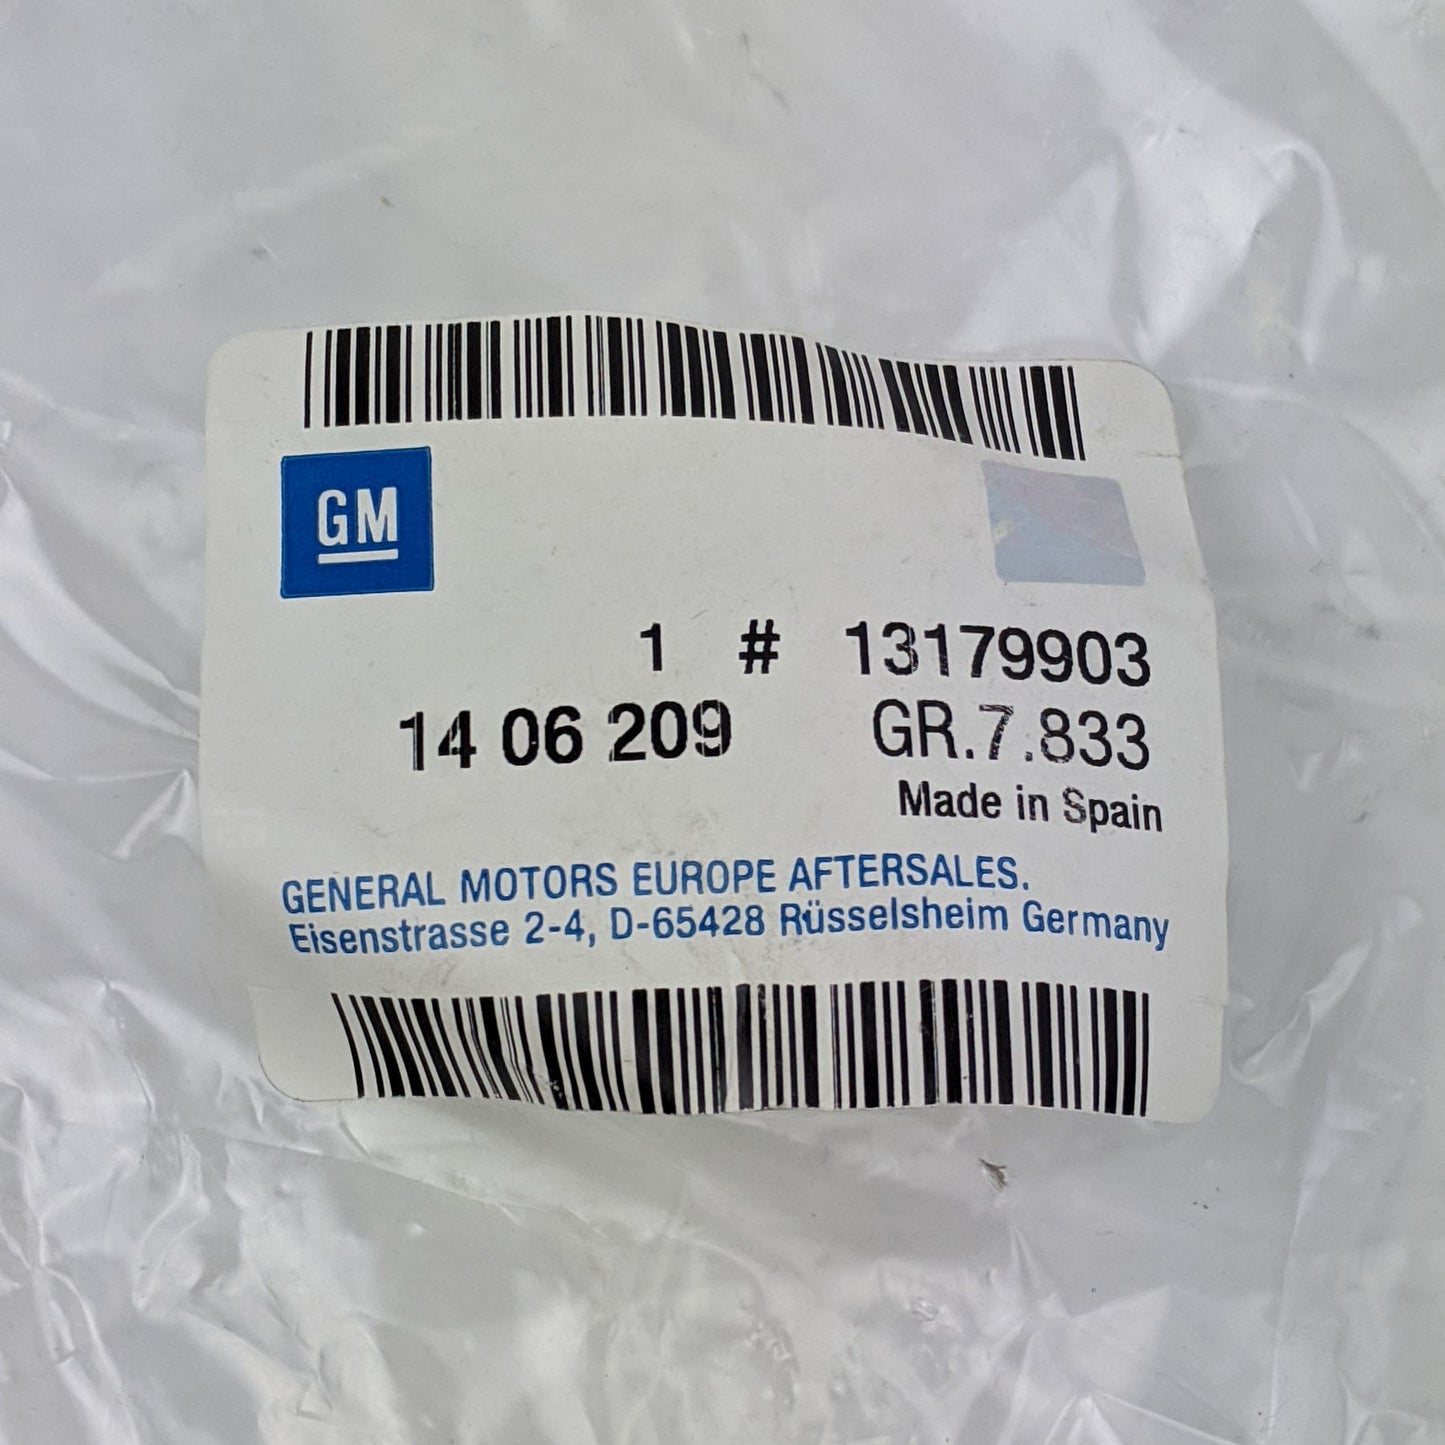 GM
1 # 13179903
14 06 209 GR.7.833
Made in Spain
GENERAL MOTORS EUROPE AFTERSALES.
Eisenstrasse 2-4, D-65428 Rüsselsheim Germany